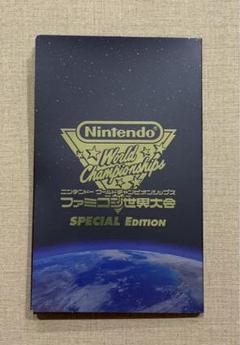 Nintendo
World
Championships
ニンテンドー ワールドチャンピオンシップス
ファミコン世界大会
SPECIAL EDITION